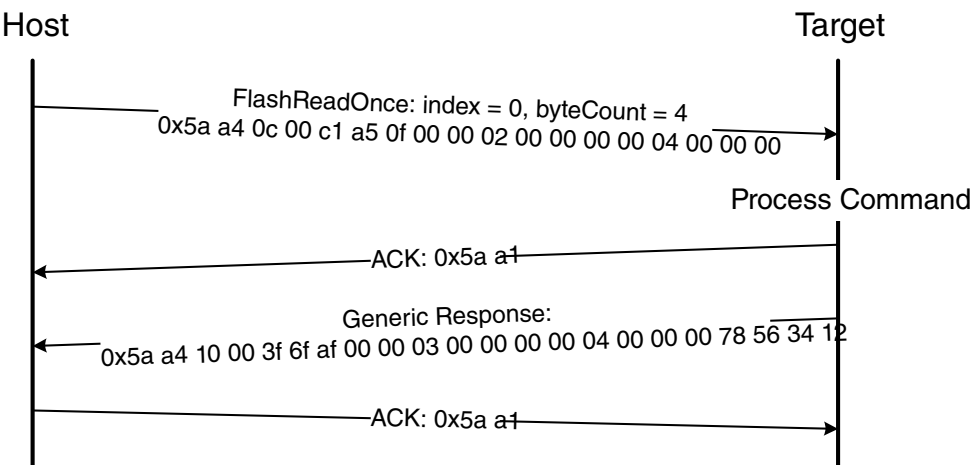 Host
Target
FlashReadOnce: index = 0, byteCount = 4
0x5a a4 0c 00 c1 a5 0f 00 00 02 00 00 00 00 04 00 00 00
Process Command
ACK: 0x5a a1
Generic Response:
0x5a a4 10 00 3f 6f af 00 00 03 00 00 00 00 04 00 00 00 78 56 34 12
ACK: 0x5a a1